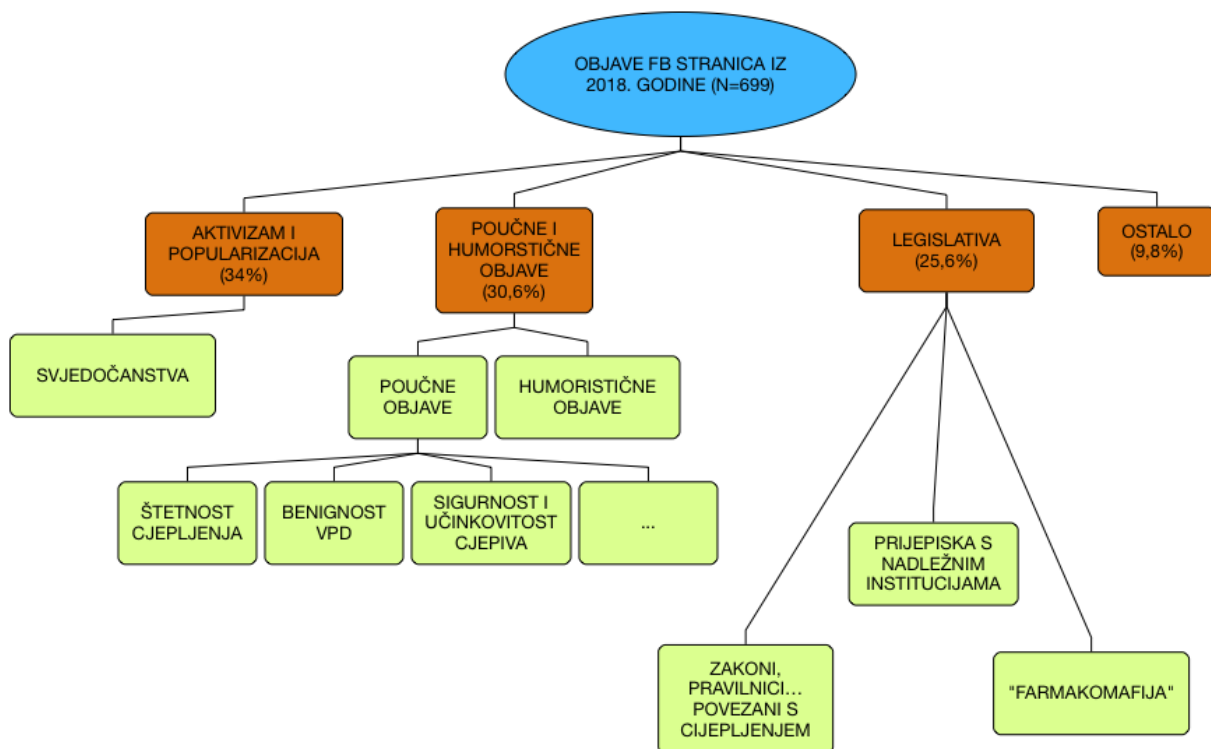 OBJAVE FB STRANICA IZ
2018. GODINE (N=699)
AKTIVIZAM I
POPULARIZACIJA
(34%)
POUČNE I
HUMORSTIČNE
OBJAVE
(30,6%)
LEGISLATIVA
(25,6%)
OSTALO
(9,8%)
SVJEDOČANSTVA
POUČNE
OBJAVE
HUMORISTIČNE
OBJAVE
ŠTETNOST
CJEPLJENJA
BENIGNOST
VPD
SIGURNOST I
UČINKOVITOST
CJEPIVA
...
PRIJEPISKA S
NADLEŽNIM
INSTITUCIJAMA
ZAKONI,
PRAVILNICI...
POVEZANI S
CIJEPLJENJEM
"FARMAKOMAFIJA"